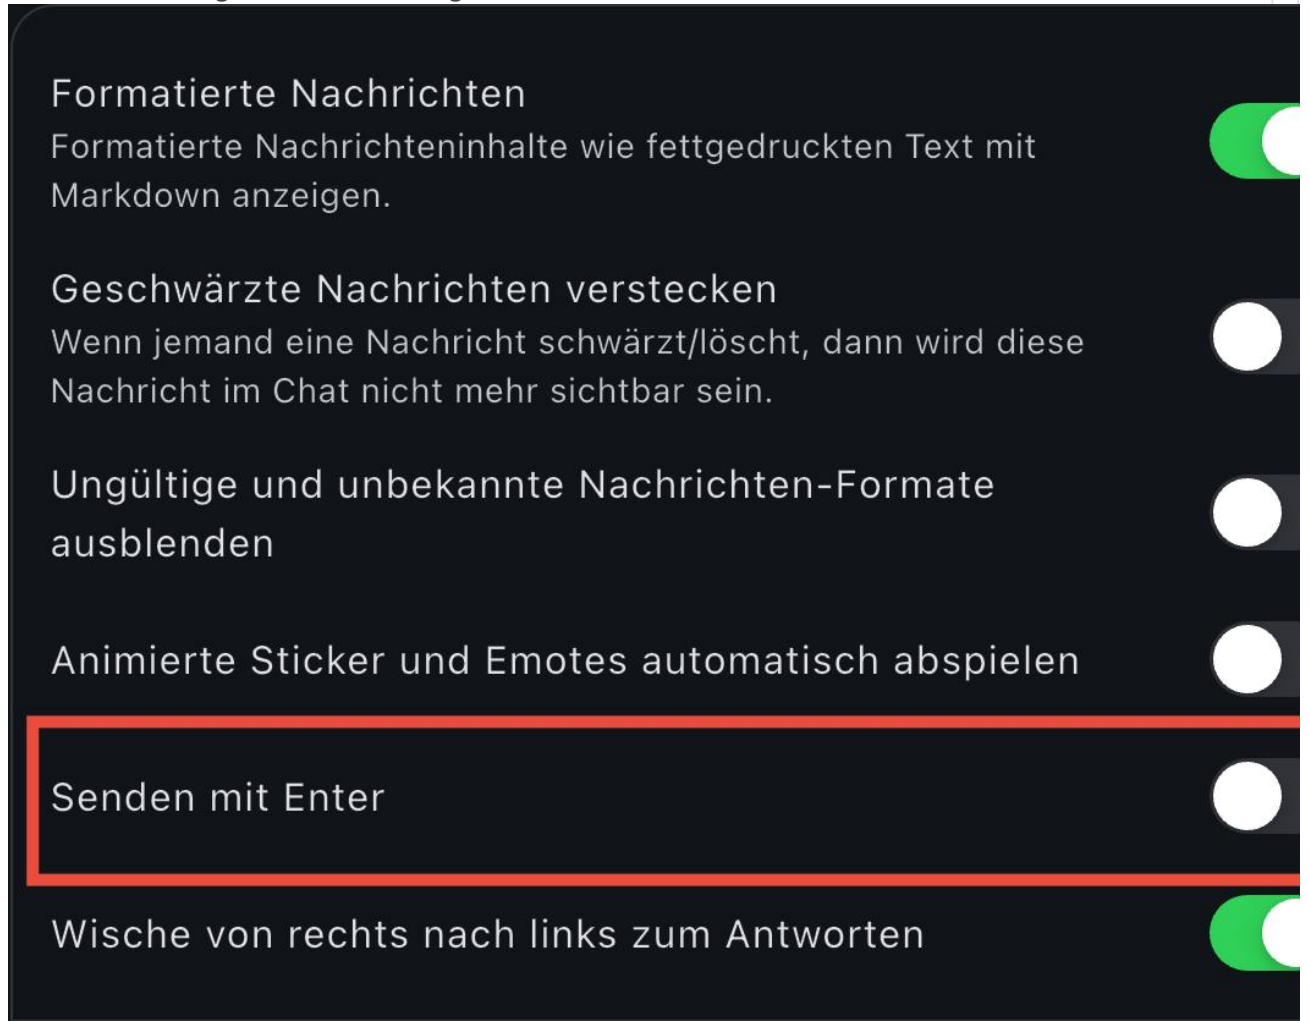 Formatierte Nachrichten
Formatierte Nachrichteninhalte wie fettgedruckten Text mit
Markdown anzeigen.
Geschwärzte Nachrichten verstecken
Wenn jemand eine Nachricht schwärzt/löscht, dann wird diese
Nachricht im Chat nicht mehr sichtbar sein.
Ungültige und unbekannte Nachrichten-Formate
ausblenden
Animierte Sticker und Emotes automatisch abspielen
Senden mit Enter
Wische von rechts nach links zum Antworten